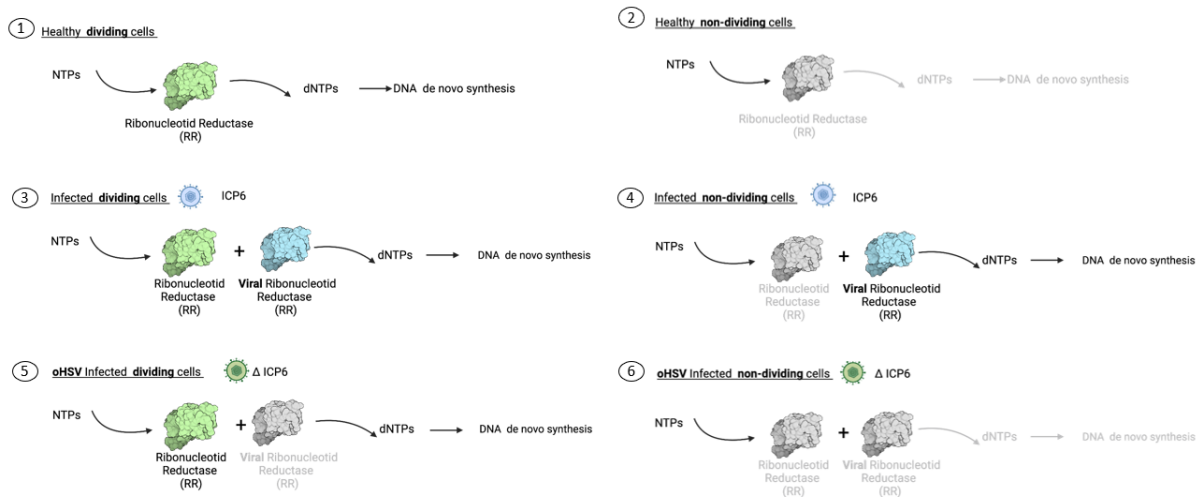 1 Healthy dividing cells
NTPs
dNTPs
DNA de novo synthesis
Ribonucleotid Reductase
(RR)
2 Healthy non-dividing cells
NTPs
dNTPs
DNA de novo synthesis
Ribonucleotid Reductase
(RR)
3 Infected dividing cells ICP6
NTPs
+
dNTPs
DNA de novo synthesis
Ribonucleotid
Reductase
(RR)
Viral Ribonucleotid
Reductase
(RR)
4 Infected non-dividing cells ICP6
NTPs
+
dNTPs
DNA de novo synthesis
Ribonucleotid
Reductase
(RR)
Viral Ribonucleotid
Reductase
(RR)
5 oHSV Infected dividing cells Δ ICP6
NTPs
+
dNTPs
DNA de novo synthesis
Ribonucleotid
Reductase
(RR)
Viral Ribonucleotid
Reductase
(RR)
6 oHSV Infected non-dividing cells Δ ICP6
NTPs
+
dNTPs
DNA de novo synthesis
Ribonucleotid
Reductase
(RR)
Viral Ribonucleotid
Reductase
(RR)